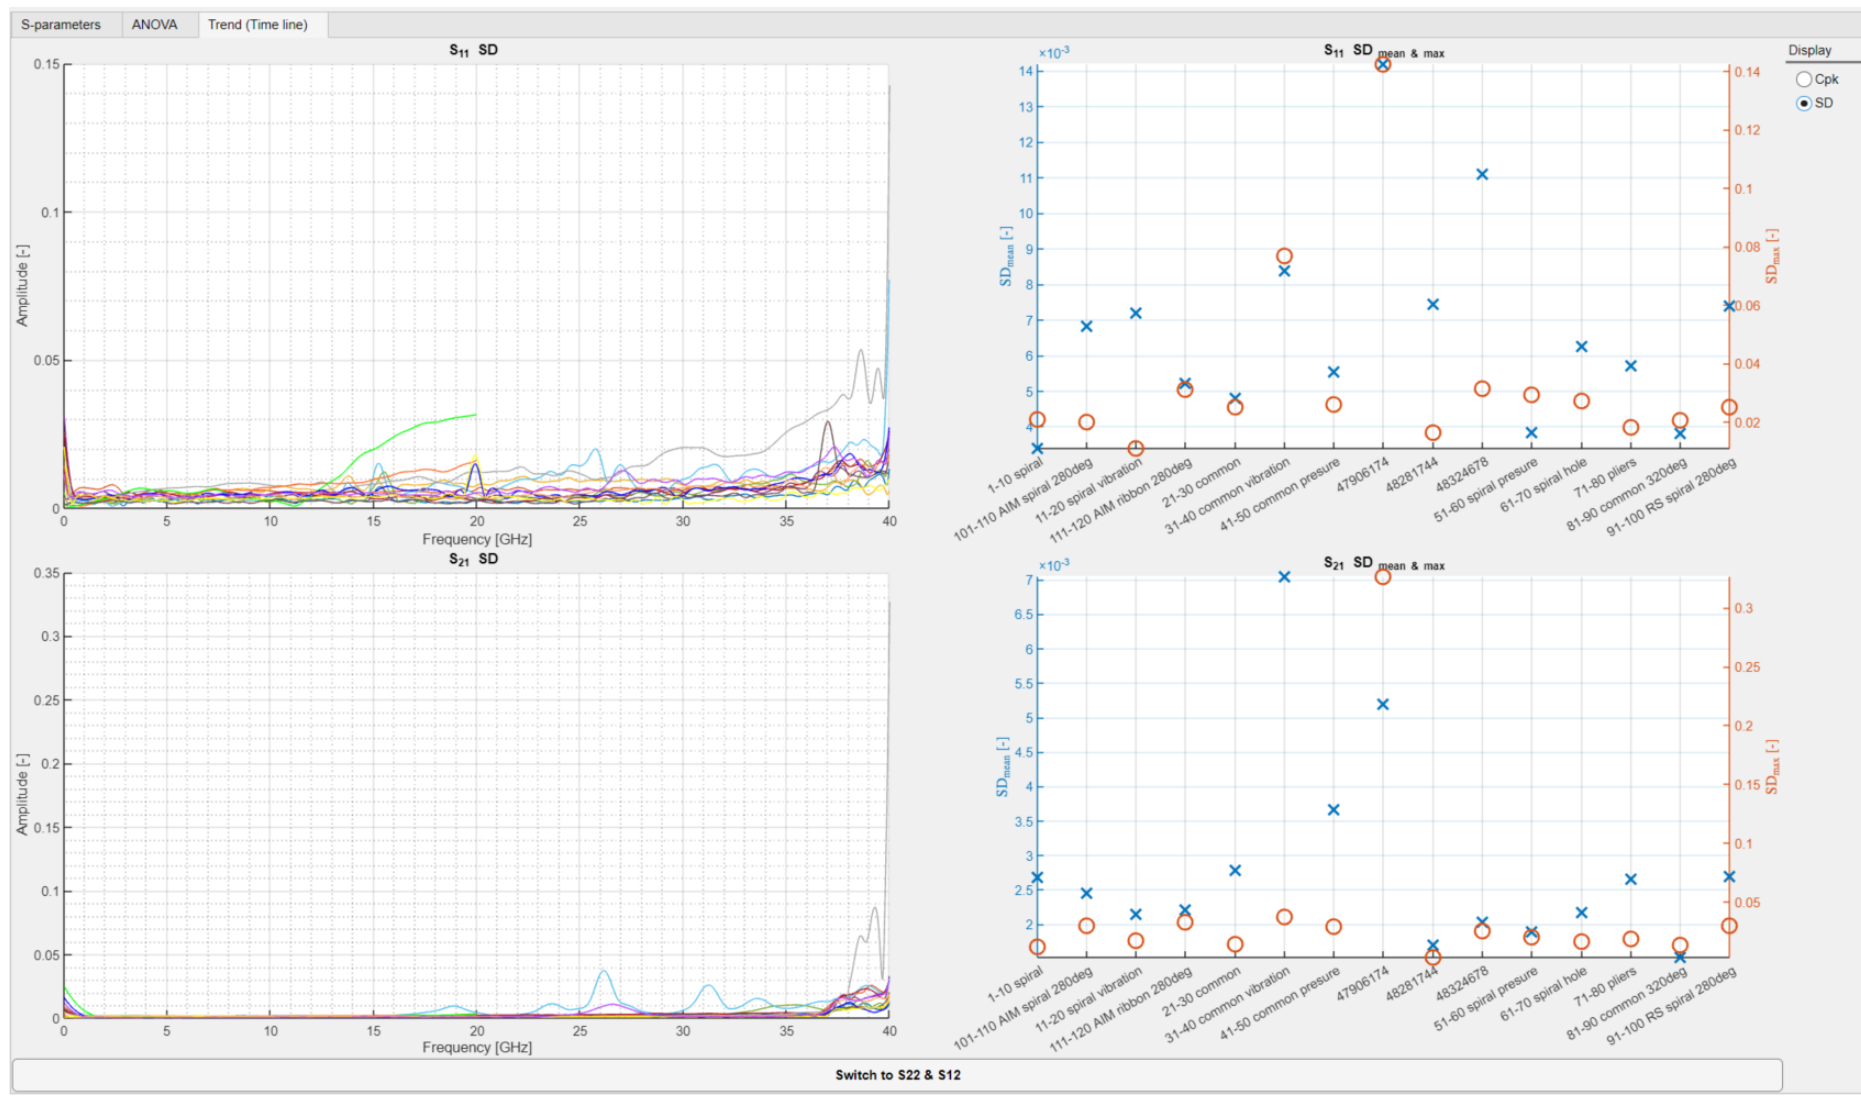 S-parameters ANOVA Trend (Time line)
S11 SD
0.15
0.1
0.05
0
Amplitude [-]
0 5 10 15 20 25 30 35 40
Frequency [GHz]
S11 SD mean & max
×10-3
14
13
12
11
10
9
8
7
6
5
4
SDmean [-]
0.14
0.12
0.1
0.08
0.06
0.04
0.02
SDmax [-]
1-10 spiral
101-110 AIM spiral 280deg
11-20 spiral vibration
111-120 AIM ribbon 280deg
21-30 common
31-40 common vibration
41-50 common presure
47906174
48281744
48324678
51-60 spiral presure
61-70 spiral hole
71-80 pliers
81-90 common 320deg
91-100 RS spiral 280deg
Display
Cpk
SD
S21 SD
0.35
0.3
0.25
0.2
0.15
0.1
0.05
0
Amplitude [-]
0 5 10 15 20 25 30 35 40
Frequency [GHz]
S21 SD mean & max
×10-3
7
6.5
6
5.5
5
4.5
4
3.5
3
2.5
2
SDmean [-]
0.3
0.25
0.2
0.15
0.1
0.05
SDmax [-]
1-10 spiral
101-110 AIM spiral 280deg
11-20 spiral vibration
111-120 AIM ribbon 280deg
21-30 common
31-40 common vibration
41-50 common presure
47906174
48281744
48324678
51-60 spiral presure
61-70 spiral hole
71-80 pliers
81-90 common 320deg
91-100 RS spiral 280deg
Switch to S22 & S12